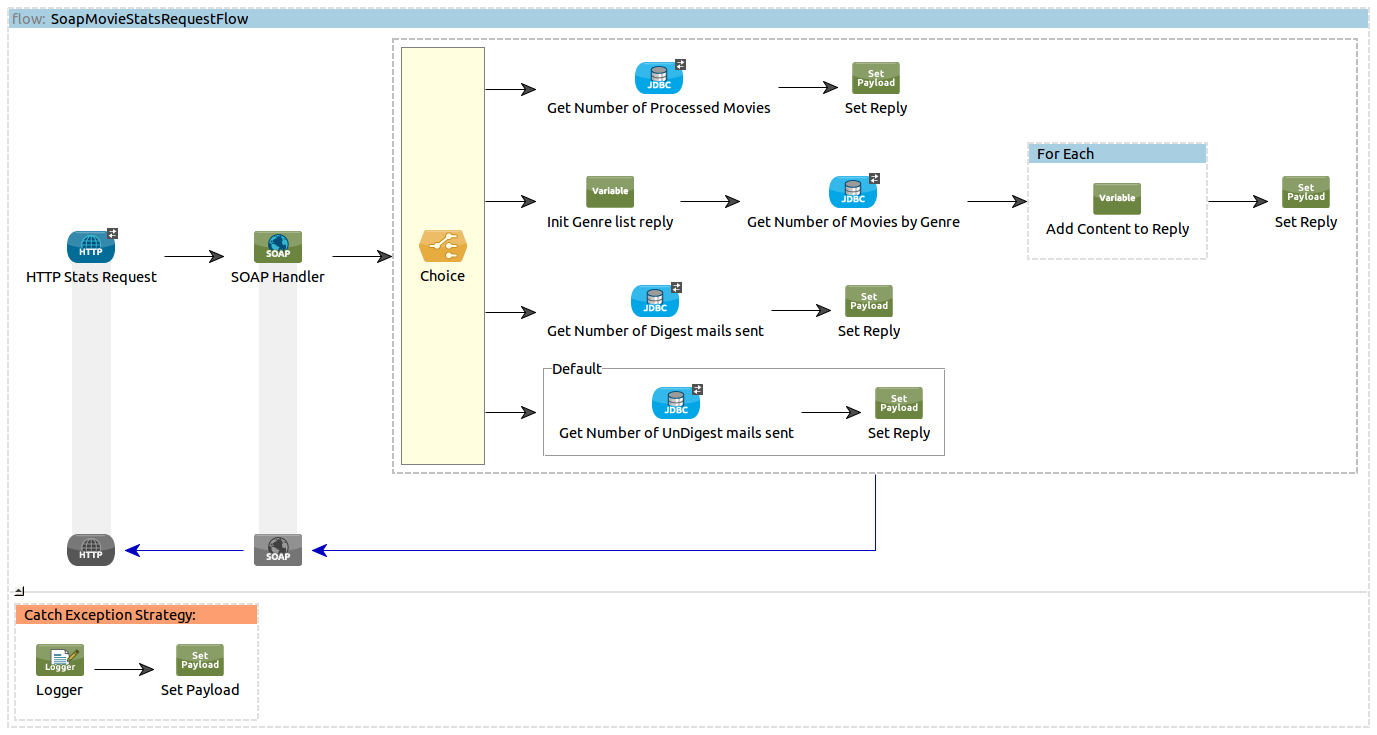 flow: SoapMovieStatsRequestFlow
JDBC
Get Number of Processed Movies
Set
Payload
Set Reply
For Each
Variable
Init Genre list reply
JDBC
Get Number of Movies by Genre
Variable
Add Content to Reply
Set
Payload
Set Reply
HTTP
HTTP Stats Request
SOAP
SOAP Handler
Choice
JDBC
Get Number of Digest mails sent
Set
Payload
Set Reply
Default
JDBC
Get Number of UnDigest mails sent
Set
Payload
Set Reply
HTTP
SOAP
Catch Exception Strategy:
Logger
Logger
Set
Payload
Set Payload